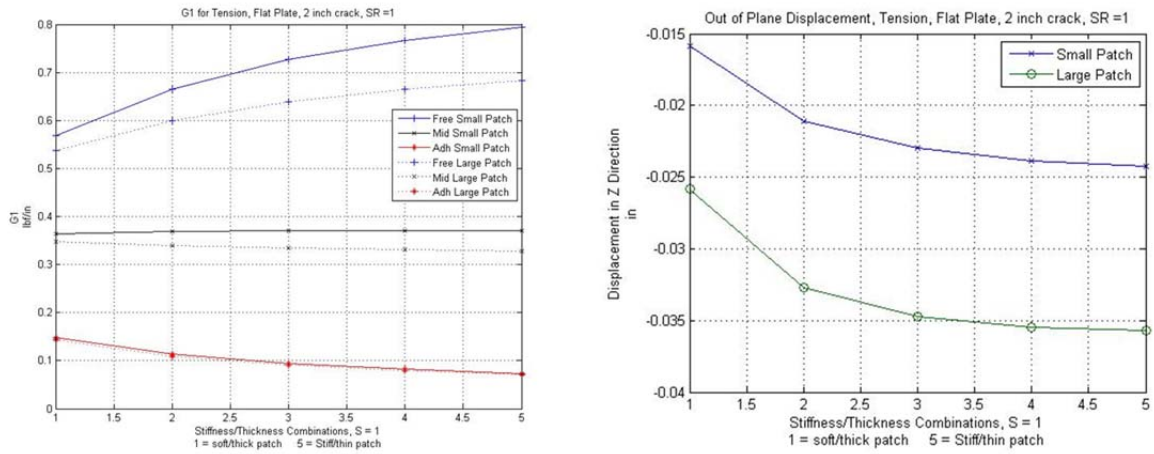 G1 for Tension, Flat Plate, 2 inch crack, SR =1
0.8
0.7
0.6
0.5
0.4
0.3
0.2
0.1
0
G1
lbf/in
Free Small Patch
Mid Small Patch
Adh Small Patch
Free Large Patch
Mid Large Patch
Adh Large Patch
1 1.5 2 2.5 3 3.5 4 4.5 5
Stiffness/Thickness Combinations, S = 1
1 = soft/thick patch 5 = Stiff/thin patch
Out of Plane Displacement, Tension, Flat Plate, 2 inch crack, SR =1
-0.015
-0.02
-0.025
-0.03
-0.035
-0.04
Displacement in Z Direction
in
Small Patch
Large Patch
1 1.5 2 2.5 3 3.5 4 4.5 5
Stiffness/Thickness Combinations, S = 1
1 = soft/thick patch 5 = Stiff/thin patch